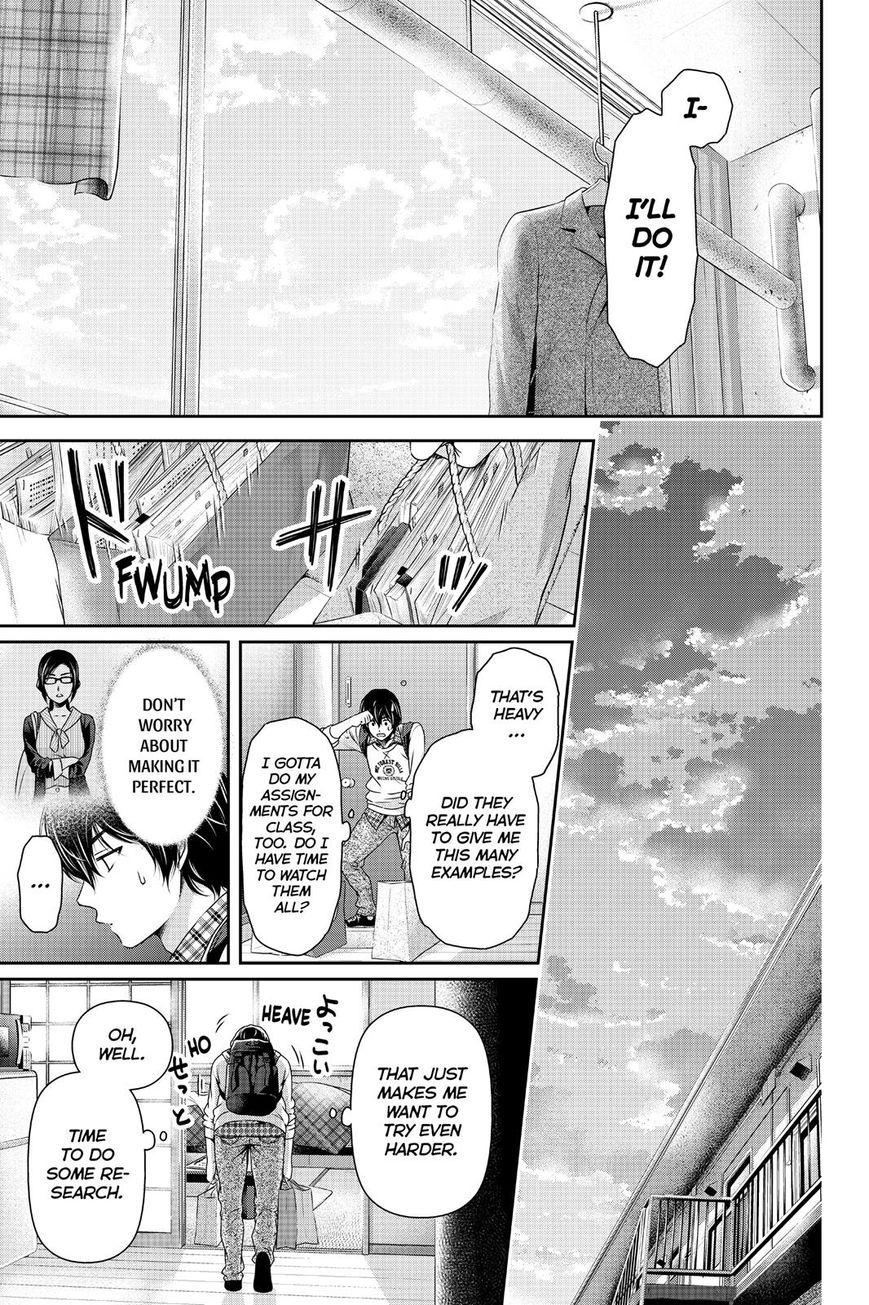 I-
I'LL
DO
IT!
ドサッ
FWUMP
THAT'S
HEAVY
...
DID THEY
REALLY HAVE
TO GIVE ME
THIS MANY
EXAMPLES?
I GOTTA
DO MY
ASSIGN-
MENTS FOR
CLASS,
TOO. DO I
HAVE TIME
TO WATCH
THEM
ALL?
DON'T
WORRY
ABOUT
MAKING IT
PERFECT.
...
THAT JUST
MAKES ME
WANT TO
TRY EVEN
HARDER.
HEAVE
よっこい
HO
せっと
OH,
WELL.
TIME
TO DO
SOME RE-
SEARCH.